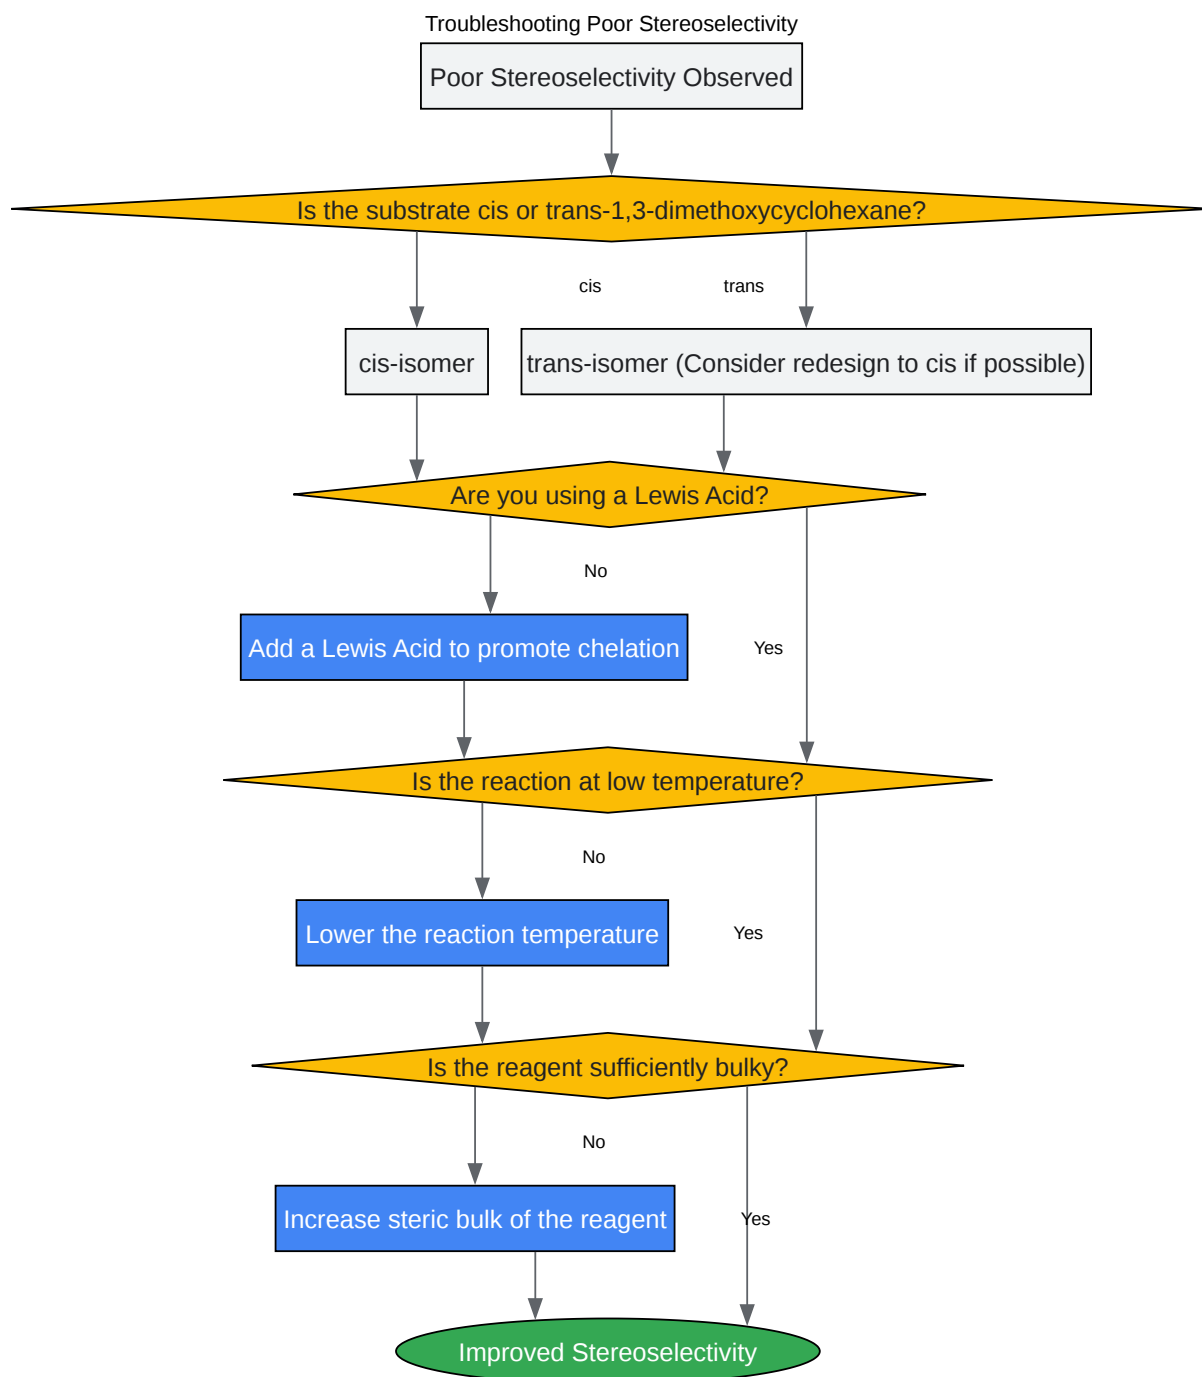 Troubleshooting Poor Stereoselectivity
Poor Stereoselectivity Observed
Is the substrate cis or trans-1,3-dimethoxycyclohexane?
cis
trans
cis-isomer
trans-isomer (Consider redesign to cis if possible)
Are you using a Lewis Acid?
No
Add a Lewis Acid to promote chelation
Yes
Is the reaction at low temperature?
No
Lower the reaction temperature
Yes
Is the reagent sufficiently bulky?
No
Increase steric bulk of the reagent
Yes
Improved Stereoselectivity